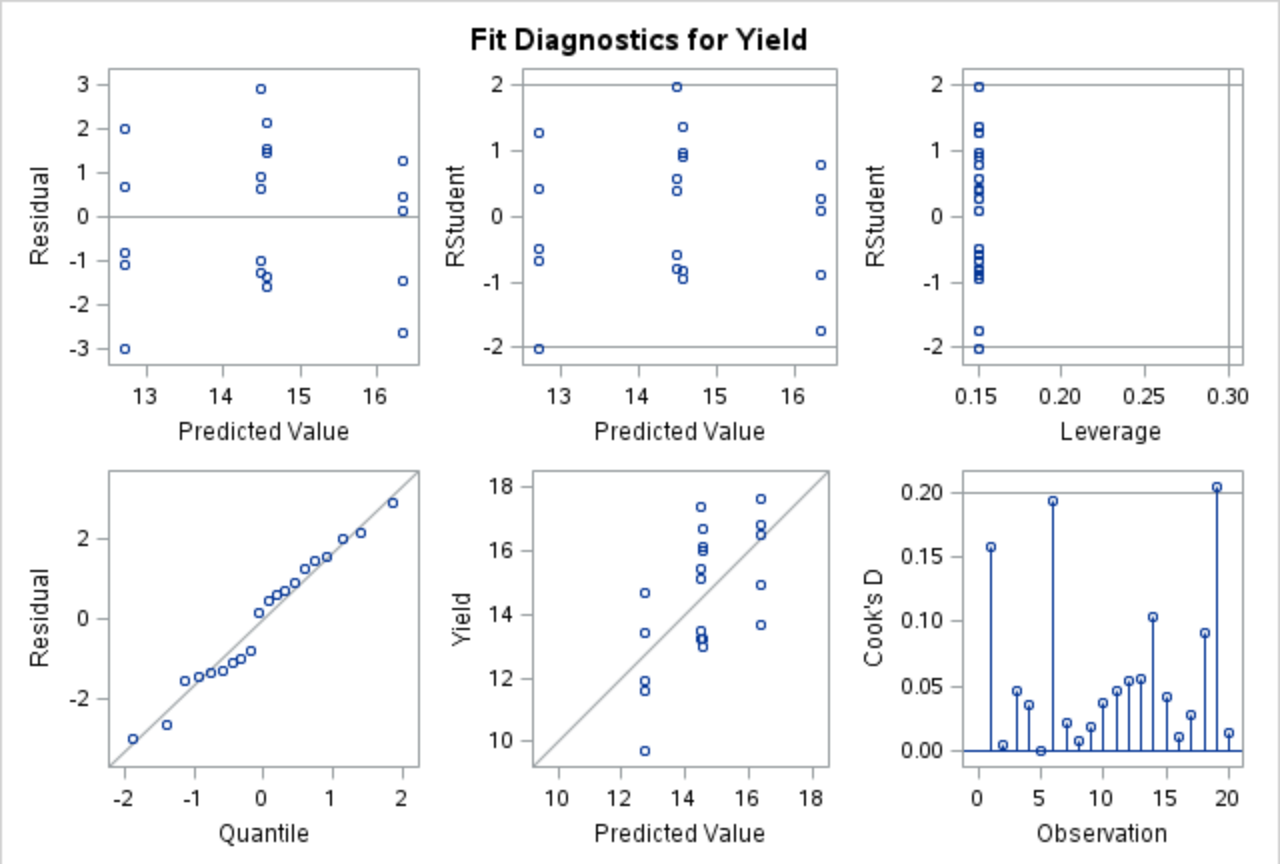 Fit Diagnostics for Yield
Residual
3
2
1
0
-1
-2
-3
13 14 15 16
Predicted Value
RStudent
2
1
0
-1
-2
13 14 15 16
Predicted Value
RStudent
2
1
0
-1
-2
0.15 0.20 0.25 0.30
Leverage
Residual
2
0
-2
-2 -1 0 1 2
Quantile
Yield
18
16
14
12
10
10 12 14 16 18
Predicted Value
Cook's D
0.20
0.15
0.10
0.05
0.00
0 5 10 15 20
Observation